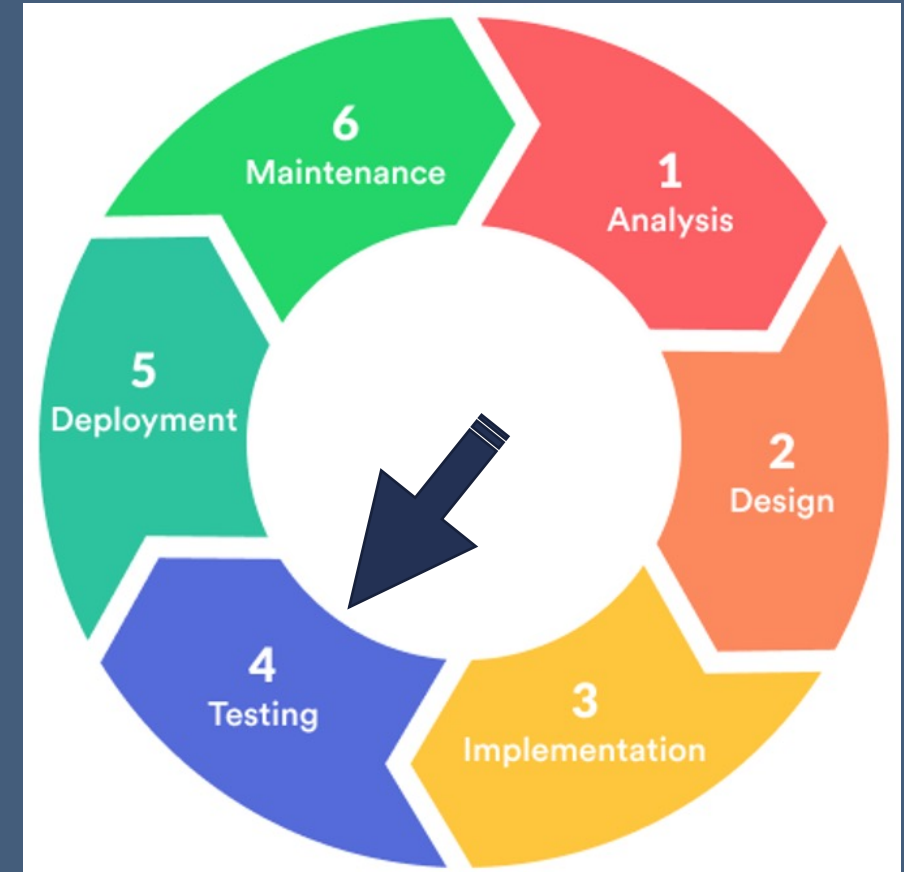 1
Analysis
2
Design
3
Implementation
4
Testing
5
Deployment
6
Maintenance